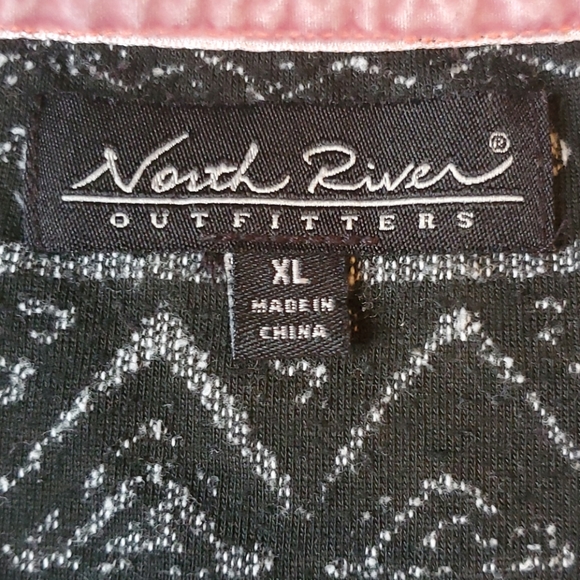 North River®
OUTFITTERS
XL
MADE IN
CHINA